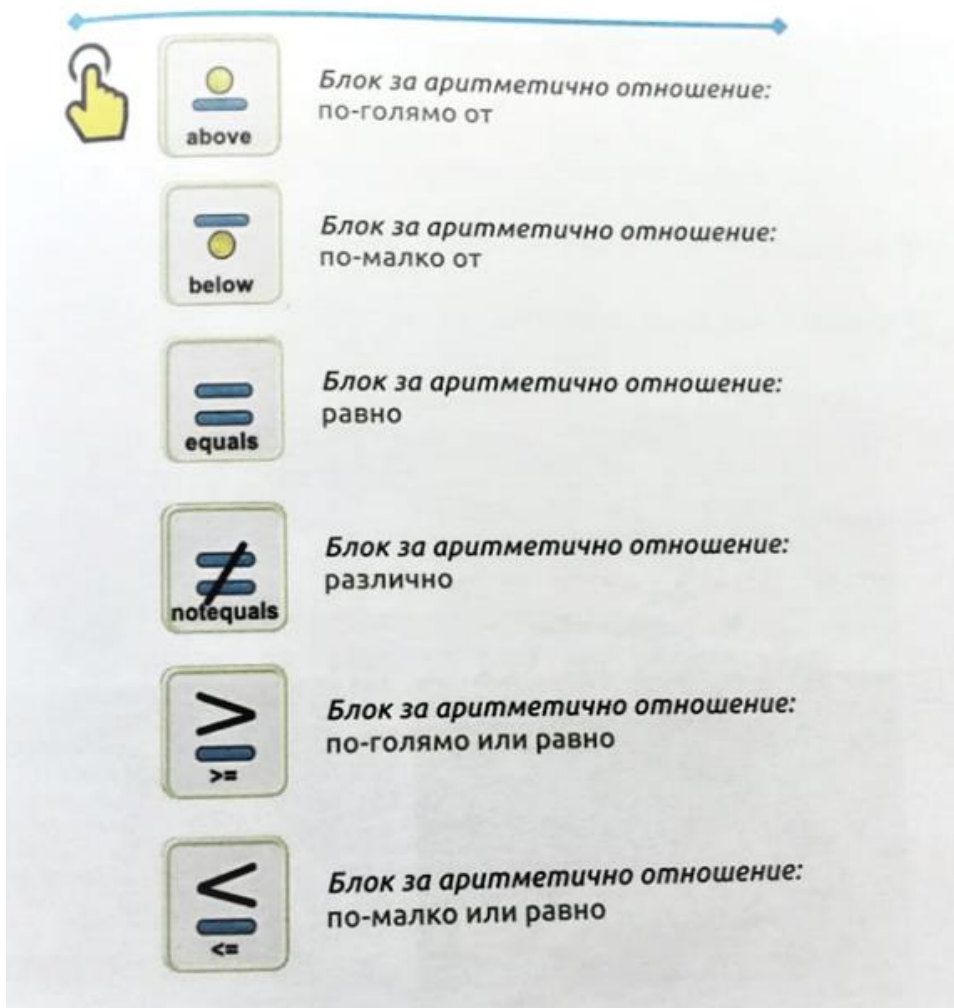 above
Блок за аритметично отношение:
по-голямо от
below
Блок за аритметично отношение:
по-малко от
equals
Блок за аритметично отношение:
равно
notequals
Блок за аритметично отношение:
различно
>=
Блок за аритметично отношение:
по-голямо или равно
<=
Блок за аритметично отношение:
по-малко или равно